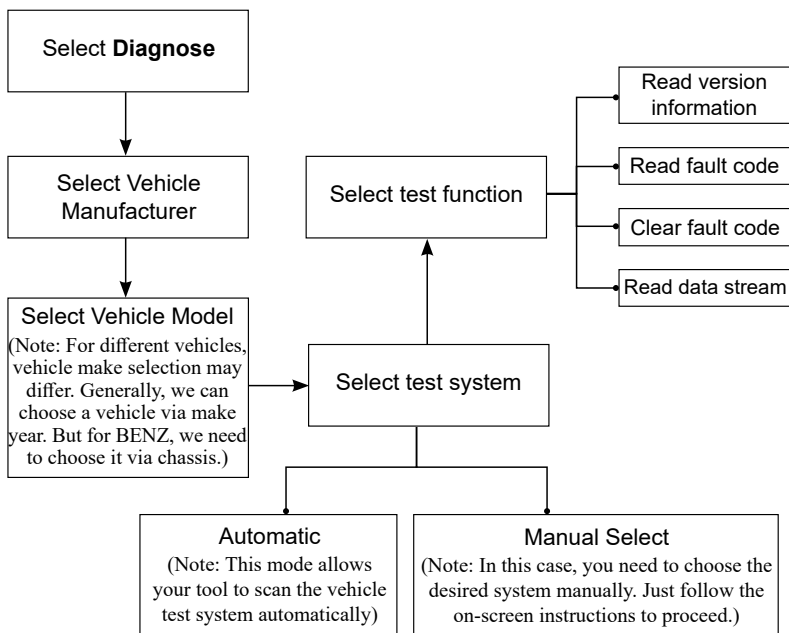 Select Diagnose
Select Vehicle
Manufacturer
Select Vehicle Model
(Note: For different vehicles,
vehicle make selection may
differ. Generally, we can
choose a vehicle via make
year. But for BENZ, we need
to choose it via chassis.)
Select test system
Automatic
(Note: This mode allows
your tool to scan the vehicle
test system automatically)
Manual Select
(Note: In this case, you need to choose the
desired system manually. Just follow the
on-screen instructions to proceed.)
Select test function
Read version
information
Read fault code
Clear fault code
Read data stream